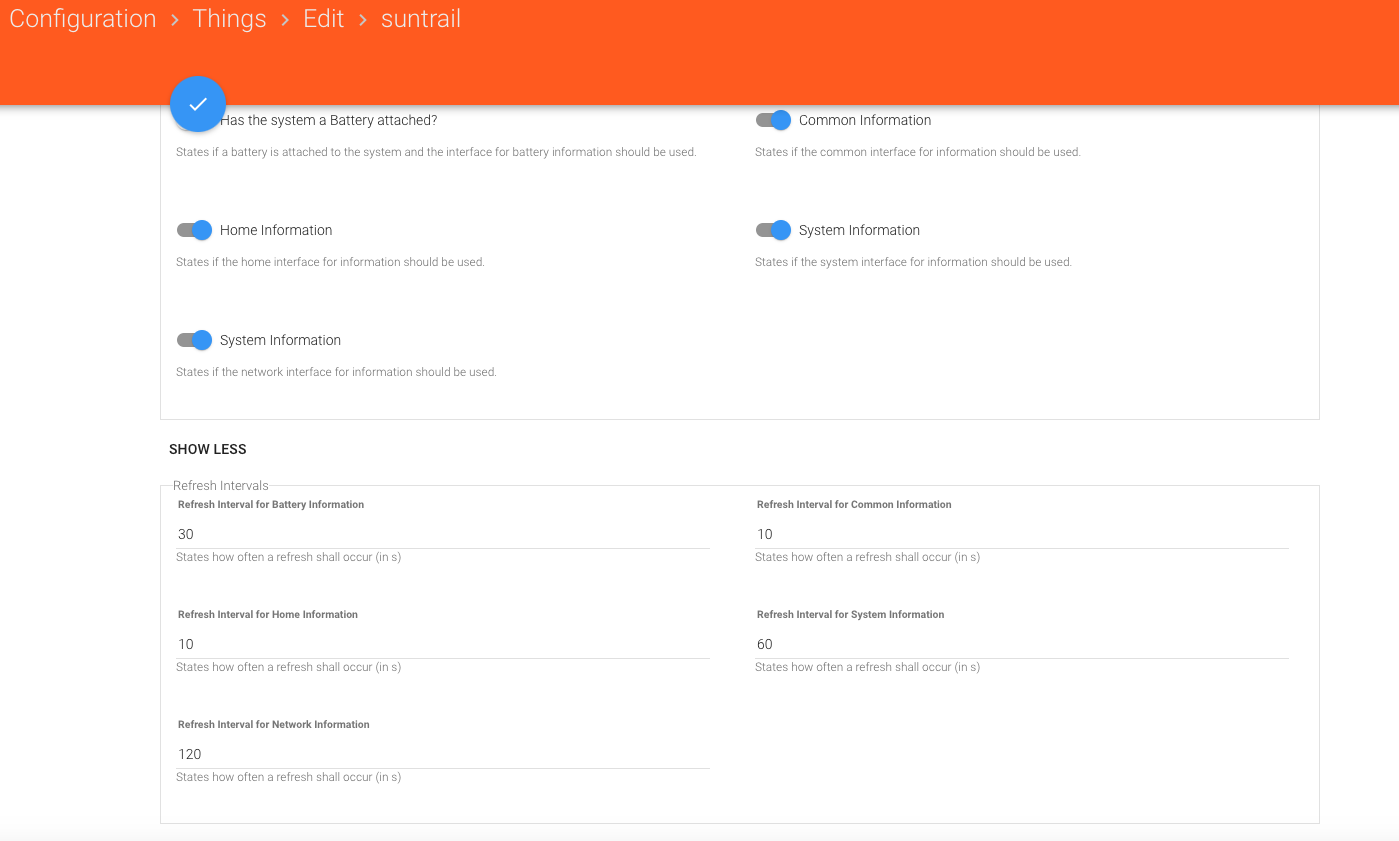 Configuration > Things > Edit > suntrail
Has the system a Battery attached?
Common Information
States if a battery is attached to the system and the interface for battery information should be used.
States if the common interface for information should be used.
Home Information
System Information
States if the home interface for information should be used.
States if the system interface for information should be used.
System Information
States if the network interface for information should be used.
SHOW LESS
Refresh Intervals
Refresh Interval for Battery Information
Refresh Interval for Common Information
30
10
States how often a refresh shall occur (in s)
States how often a refresh shall occur (in s)
Refresh Interval for Home Information
Refresh Interval for System Information
10
60
States how often a refresh shall occur (in s)
States how often a refresh shall occur (in s)
Refresh Interval for Network Information
120
States how often a refresh shall occur (in s)